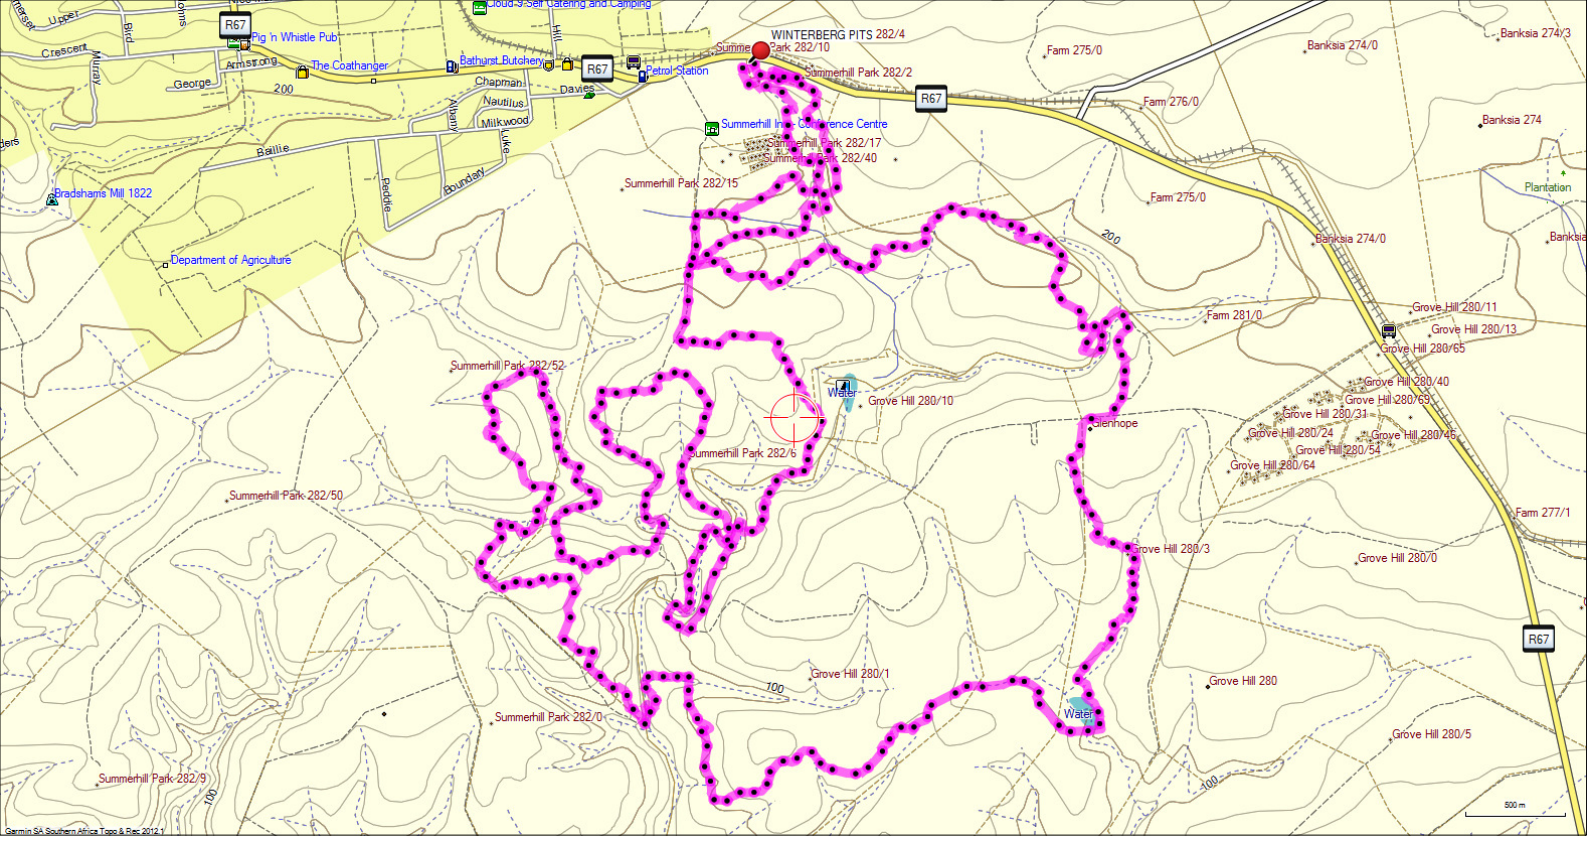 Cloud 9 Self Catering and Camping
Upper
Bird
R67
Pig 'n Whistle Pub
Hill
WINTERBERG PITS 282/4
Summe Park 282/10
Farm 275/0
Banksia 274/0
Banksia 274/3
Crescent
Murray
Armstrong
The Coathanger
Bathurst Butchery
R67
Petrol Station
Summerhill Park 282/2
George
200
Chapman
Davies
R67
Farm 276/0
Nautilus
Albany
Milkwood
Luke
Summerhill Inn - Conference Centre
Banksia 274
Baillie
Summerhill Park 282/17
Summerhill Park 282/40
Peddie
Boundary
Summerhill Park 282/15
Bradshams Mill 1822
Farm 275/0
Plantation
200
Banksia 274/0
Banksia
Department of Agriculture
Farm 281/0
Grove Hill 280/11
Grove Hill 280/13
Grove Hill 280/65
Summerhill Park 282/52
Water
Grove Hill 280/10
Grove Hill 280/40
Grove Hill 280/69
Grove Hill 280/31
Glenhope
Grove Hill 280/24
Grove Hill 280/46
Summerhill Park 282/6
Grove Hill 280/54
Grove Hill 280/64
Summerhill Park 282/50
Farm 277/1
Grove Hill 280/3
Grove Hill 280/0
R67
Grove Hill 280/1
100
Grove Hill 280
Summerhill Park 282/0
Water
Grove Hill 280/5
Summerhill Park 282/9
100
100
500 m
Garmin SA Southern Africa Topo & Rec 2012.1